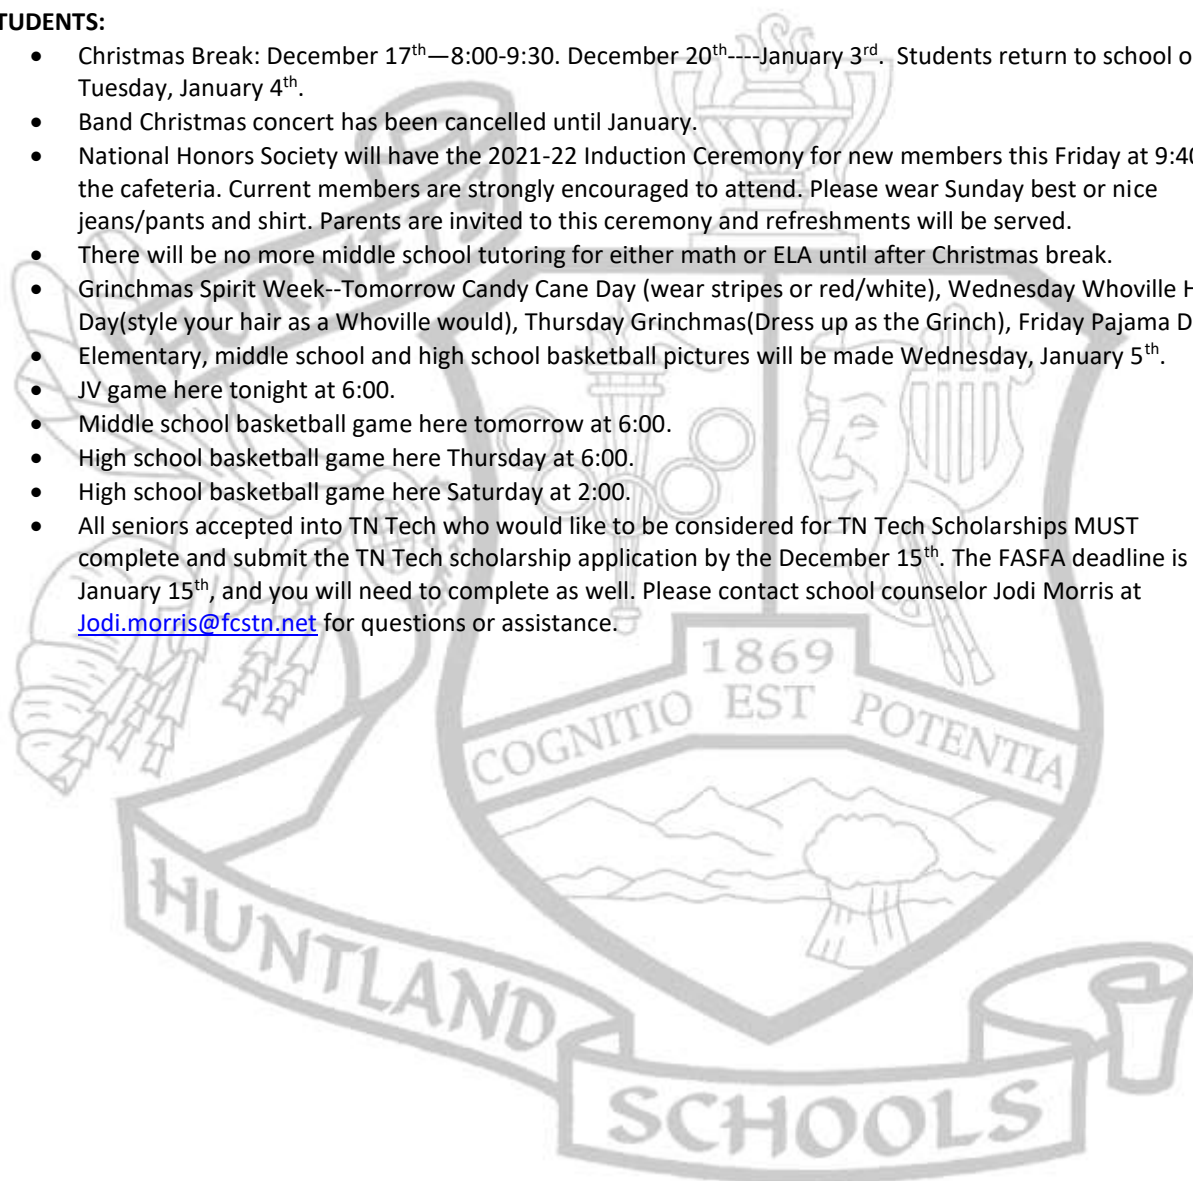 TUDENTS:
• Christmas Break: December 17th—8:00-9:30. December 20th----January 3rd. Students return to school o
Tuesday, January 4th.
• Band Christmas concert has been cancelled until January.
• National Honors Society will have the 2021-22 Induction Ceremony for new members this Friday at 9:40
the cafeteria. Current members are strongly encouraged to attend. Please wear Sunday best or nice
jeans/pants and shirt. Parents are invited to this ceremony and refreshments will be served.
• There will be no more middle school tutoring for either math or ELA until after Christmas break.
• Grinchmas Spirit Week--Tomorrow Candy Cane Day (wear stripes or red/white), Wednesday Whoville H
Day(style your hair as a Whoville would), Thursday Grinchmas(Dress up as the Grinch), Friday Pajama D
• Elementary, middle school and high school basketball pictures will be made Wednesday, January 5th.
• JV game here tonight at 6:00.
• Middle school basketball game here tomorrow at 6:00.
• High school basketball game here Thursday at 6:00.
• High school basketball game here Saturday at 2:00.
• All seniors accepted into TN Tech who would like to be considered for TN Tech Scholarships MUST
complete and submit the TN Tech scholarship application by the December 15th. The FASFA deadline is
January 15th, and you will need to complete as well. Please contact school counselor Jodi Morris at
Jodi.morris@fcstn.net for questions or assistance.
HORNETS
1869
COGNITIO EST POTENTIA
HUNTLAND
SCHOOLS